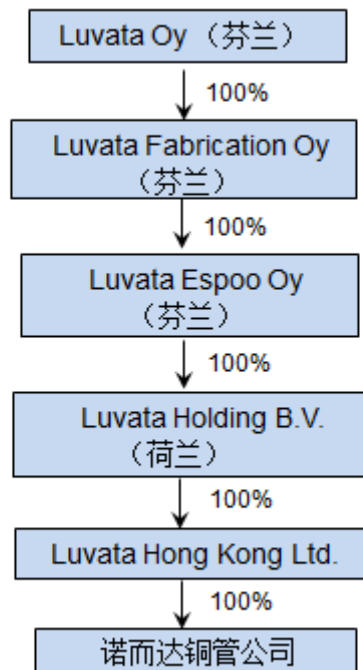 Luvata Oy （芬兰）
100%
Luvata Fabrication Oy
（芬兰）
100%
Luvata Espoo Oy
（芬兰）
100%
Luvata Holding B.V.
（荷兰）
100%
Luvata Hong Kong Ltd.
100%
诺而达铜管公司